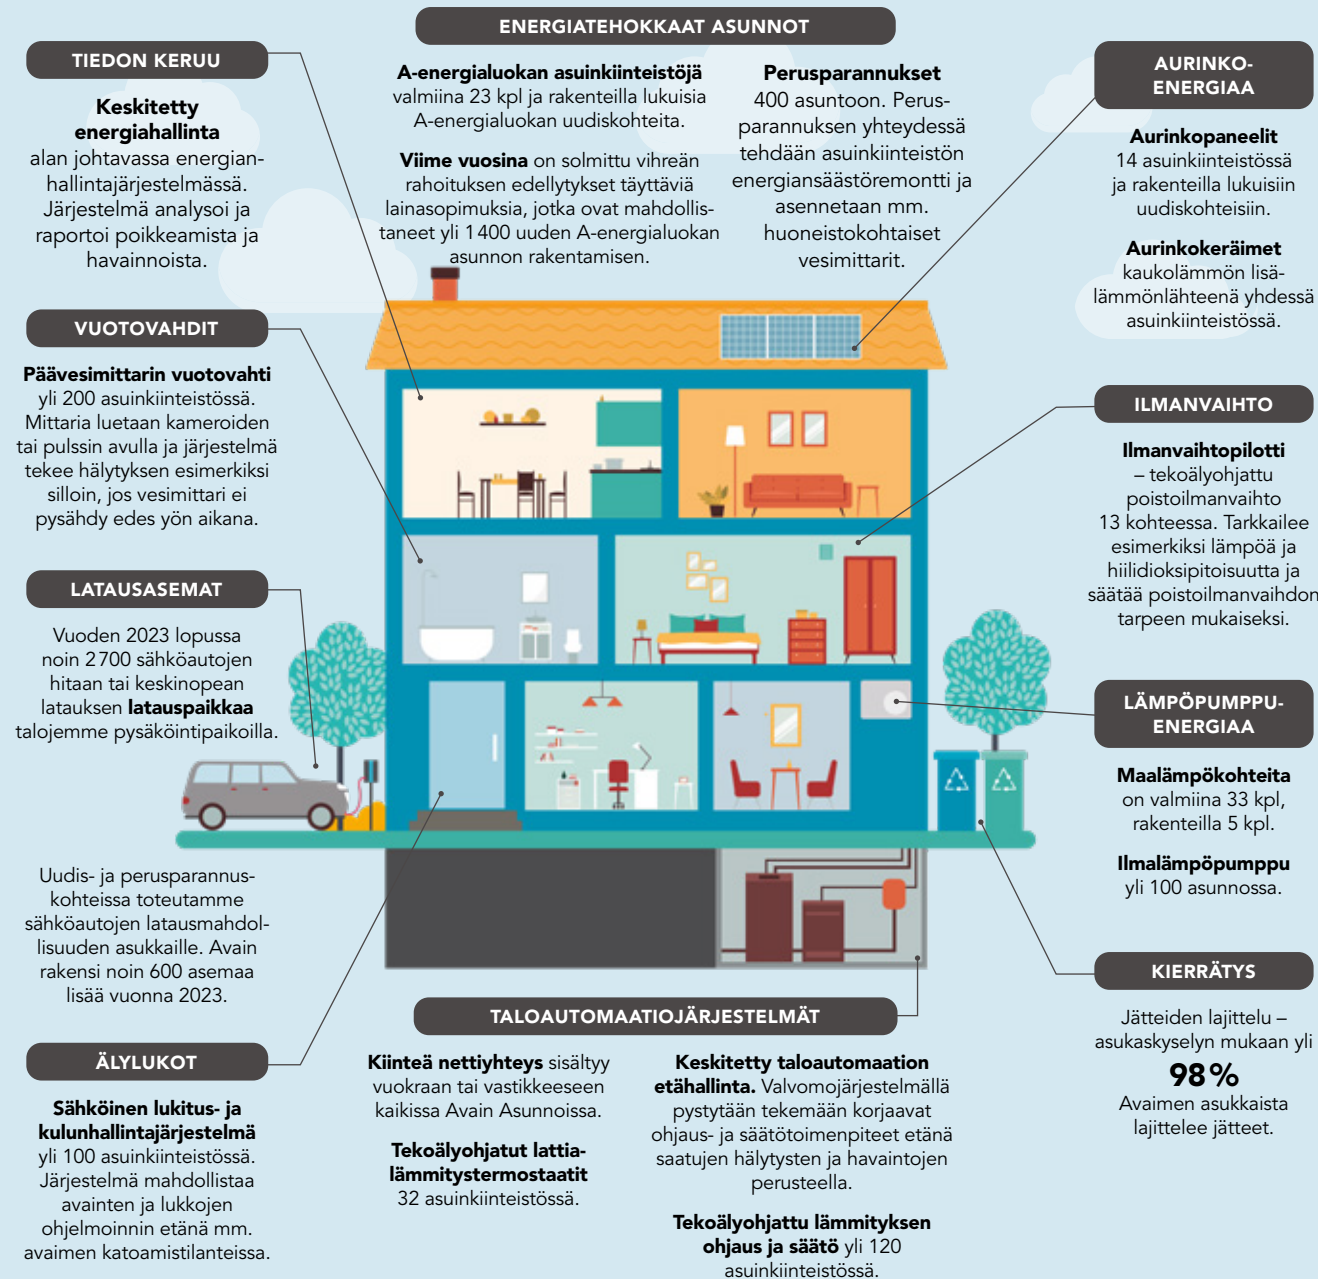 ENERGIATEHOKKAAT ASUNNOT
A-energialuokan asuinkiinteistöjä
valmiina 23 kpl ja rakenteilla lukuisia
A-energialuokan uudiskohteita.
Viime vuosina on solmittu vihreän
rahoituksen edellytykset täyttäviä
lainasopimuksia, jotka ovat mahdollis-
taneet yli 1 400 uuden A-energialuokan
asunnon rakentamisen.
Perusparannukset
400 asuntoon. Perus-
parannuksen yhteydessä
tehdään asuinkiinteistön
energiansäästöremontti ja
asennetaan mm.
huoneistokohtaiset
vesimittarit.
TIEDON KERUU
Keskitetty
energiahallinta
alan johtavassa energian-
hallintajärjestelmässä.
Järjestelmä analysoi ja
raportoi poikkeamista ja
havainnoista.
VUOTOVAHDIT
Päävesimittarin vuotovahti
yli 200 asuinkiinteistössä.
Mittaria luetaan kameroiden
tai pulssin avulla ja järjestelmä
tekee hälytyksen esimerkiksi
silloin, jos vesimittari ei
pysähdy edes yön aikana.
LATAUSASEMAT
Vuoden 2023 lopussa
noin 2 700 sähköautojen
hitaan tai keskinopean
latauksen latauspaikkaa
talojemme pysäköintipaikoilla.
Uudis- ja perusparannus-
kohteissa toteutamme
sähköautojen latausmahdol-
lisuuden asukkaille. Avain
rakensi noin 600 asemaa
lisää vuonna 2023.
ÄLYLUKOT
Sähköinen lukitus- ja
kulunhallintajärjestelmä
yli 100 asuinkiinteistössä.
Järjestelmä mahdollistaa
avainten ja lukkojen
ohjelmoinnin etänä mm.
avaimen katoamistilanteissa.
TALOAUTOMAATIOJÄRJESTELMÄT
Kiinteä nettiyhteys sisältyy
vuokraan tai vastikkeeseen
kaikissa Avain Asunnoissa.
Tekoälyohjatut lattia-
lämmitystermostaatit
32 asuinkiinteistössä.
Keskitetty taloautomaation
etähallinta. Valvomojärjestelmällä
pystytään tekemään korjaavat
ohjaus- ja säätötoimenpiteet etänä
saatujen hälytysten ja havaintojen
perusteella.
Tekoälyohjattu lämmityksen
ohjaus ja säätö yli 120
asuinkiinteistössä.
AURINKO-
ENERGIAA
Aurinkopaneelit
14 asuinkiinteistössä
ja rakenteilla lukuisiin
uudiskohteisiin.
Aurinkokeräimet
kaukolämmön lisä-
lämmönlähteenä yhdessä
asuinkiinteistössä.
ILMANVAIHTO
Ilmanvaihtopilotti
– tekoälyohjattu
poistoilmanvaihto
13 kohteessa. Tarkkailee
esimerkiksi lämpöä ja
hiilidioksipitoisuutta ja
säätää poistoilmanvaihdon
tarpeen mukaiseksi.
LÄMPÖPUMPPU-
ENERGIAA
Maalämpökohteita
on valmiina 33 kpl,
rakenteilla 5 kpl.
Ilmalämpöpumppu
yli 100 asunnossa.
KIERRÄTYS
Jätteiden lajittelu –
asukaskyselyn mukaan yli
98 %
Avaimen asukkaista
lajittelee jätteet.